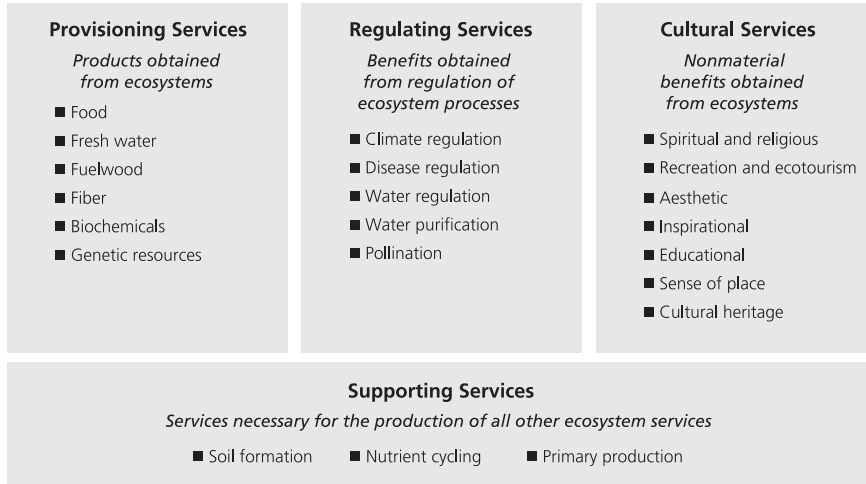 Provisioning Services
Products obtained
from ecosystems
■ Food
■ Fresh water
■ Fuelwood
■ Fiber
■ Biochemicals
■ Genetic resources
Regulating Services
Benefits obtained
from regulation of
ecosystem processes
■ Climate regulation
■ Disease regulation
■ Water regulation
■ Water purification
■ Pollination
Cultural Services
Nonmaterial
benefits obtained
from ecosystems
■ Spiritual and religious
■ Recreation and ecotourism
■ Aesthetic
■ Inspirational
■ Educational
■ Sense of place
■ Cultural heritage
Supporting Services
Services necessary for the production of all other ecosystem services
■ Soil formation ■ Nutrient cycling ■ Primary production